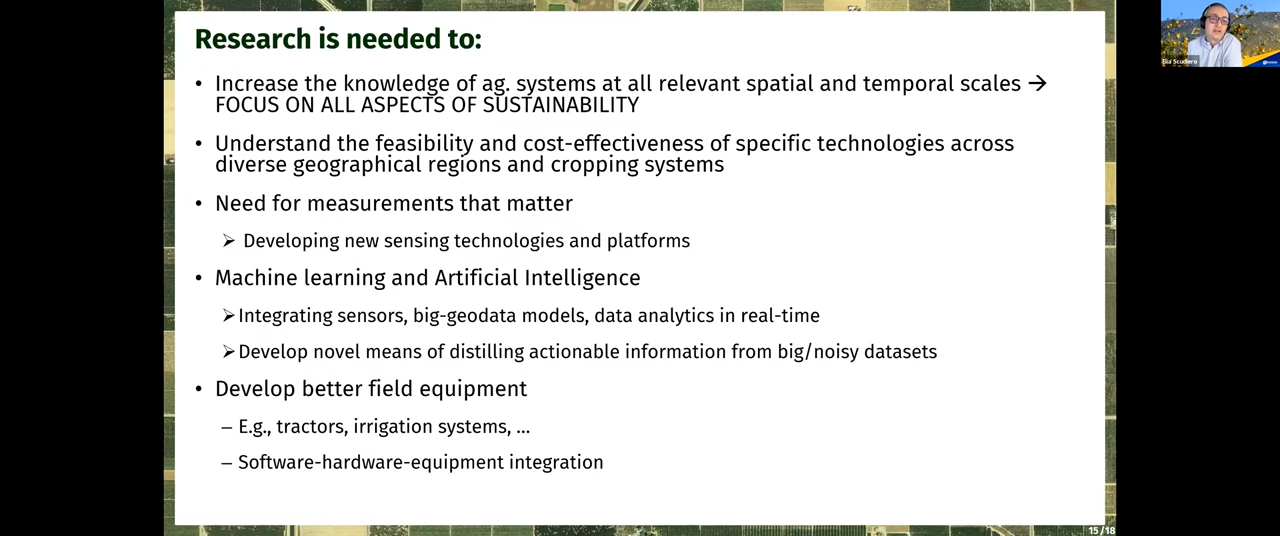 Research is needed to:
• Increase the knowledge of ag. systems at all relevant spatial and temporal scales →
FOCUS ON ALL ASPECTS OF SUSTAINABILITY
• Understand the feasibility and cost-effectiveness of specific technologies across
diverse geographical regions and cropping systems
• Need for measurements that matter
➢ Developing new sensing technologies and platforms
• Machine learning and Artificial Intelligence
➢Integrating sensors, big-geodata models, data analytics in real-time
➢Develop novel means of distilling actionable information from big/noisy datasets
• Develop better field equipment
– E.g., tractors, irrigation systems, ...
– Software-hardware-equipment integration
15/18
Elia Scudiero